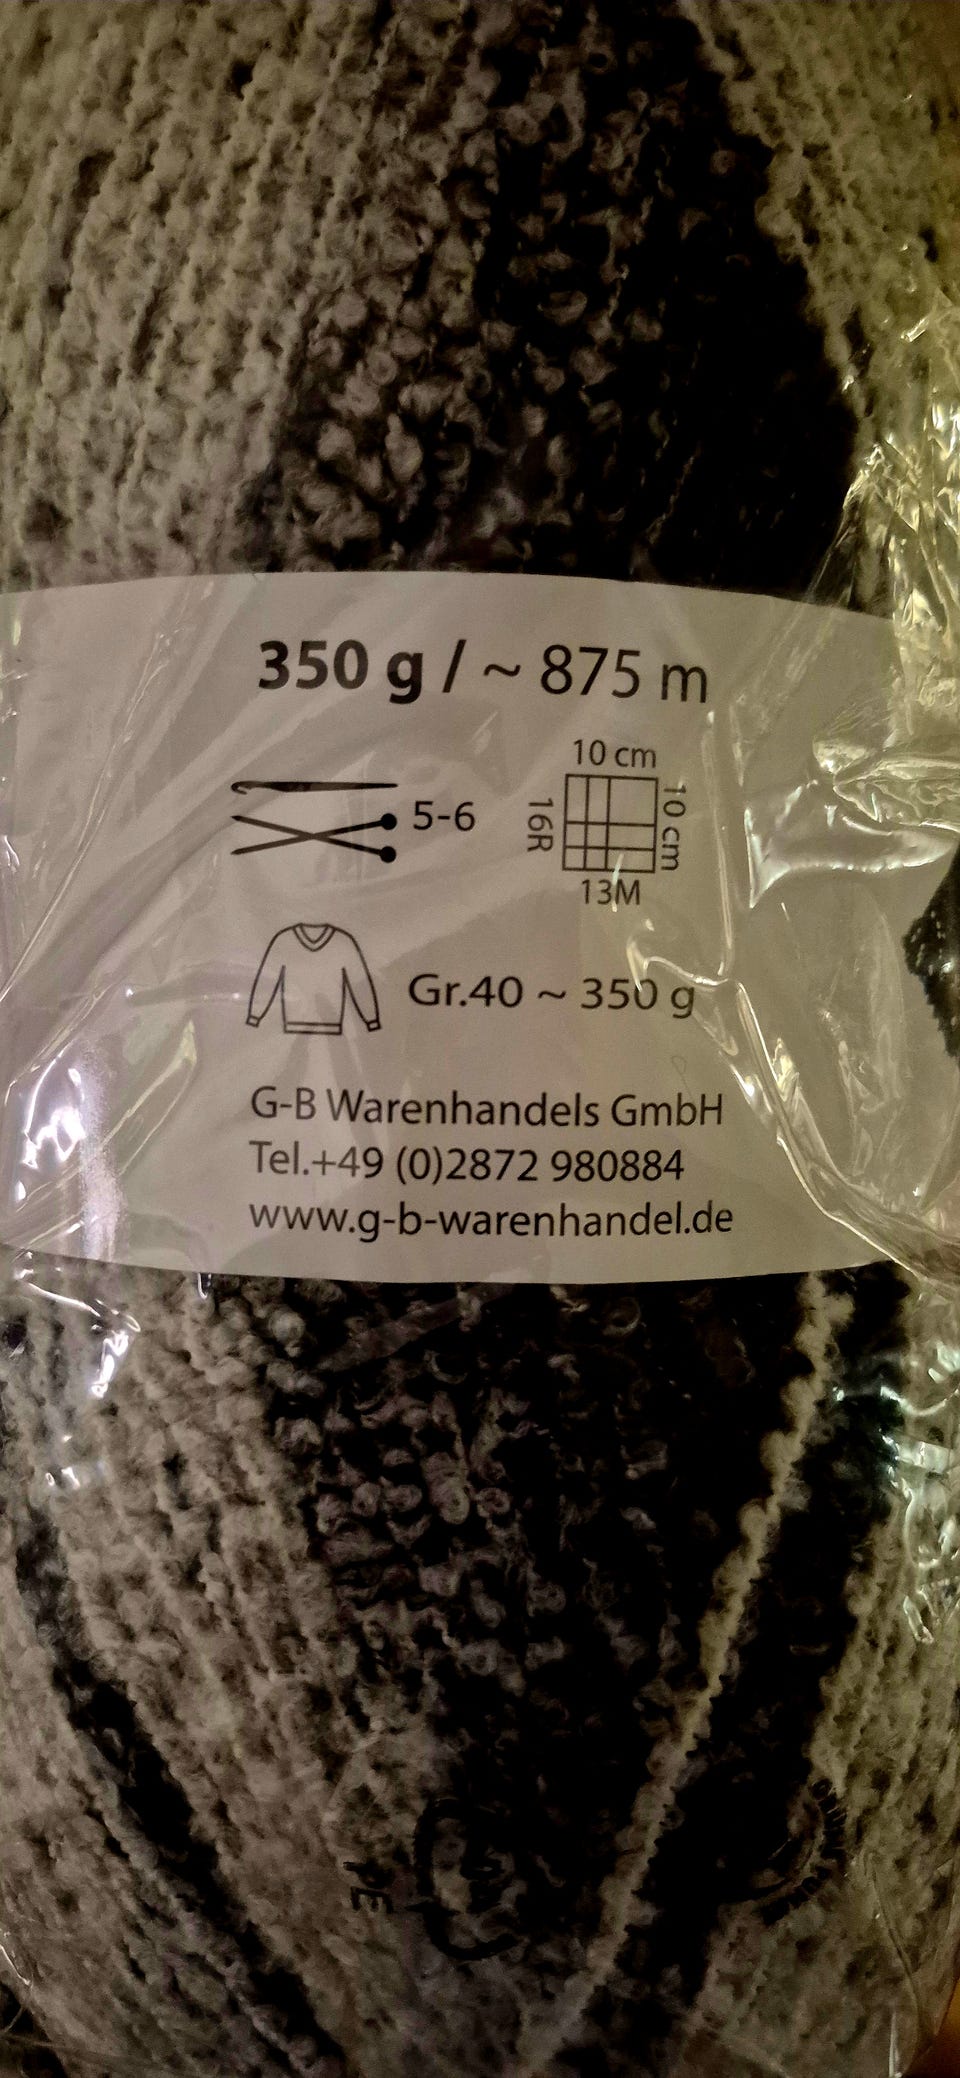 350 g / ~ 875 m
10 cm
5-6
16R
10 cm
13M
Gr.40 ~ 350 g
G-B Warenhandels GmbH
Tel.+49 (0)2872 980884
www.g-b-warenhandel.de
PE